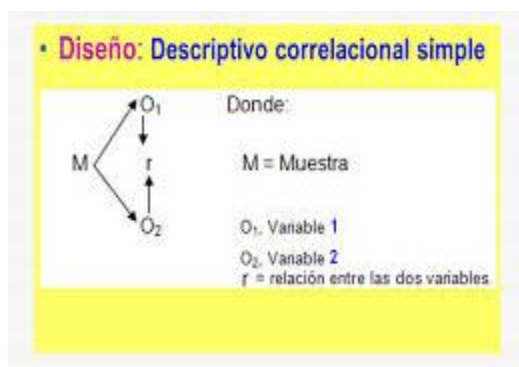 • Diseño: Descriptivo correlacional simple
O₁ Donde:
M r M = Muestra
O₂ O₁, Variable 1
O₂, Variable 2
r = relación entre las dos variables